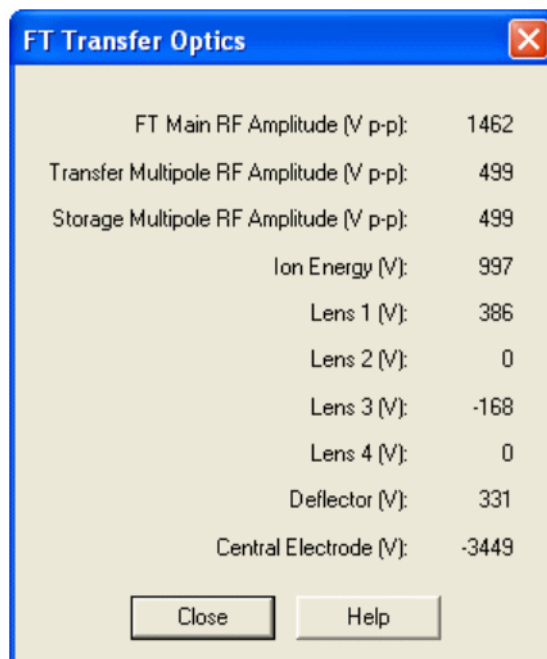 FT Transfer Optics
FT Main RF Amplitude (V p-p): 1462
Transfer Multipole RF Amplitude (V p-p): 499
Storage Multipole RF Amplitude (V p-p): 499
Ion Energy (V): 997
Lens 1 (V): 386
Lens 2 (V): 0
Lens 3 (V): -168
Lens 4 (V): 0
Deflector (V): 331
Central Electrode (V): -3449
Close Help